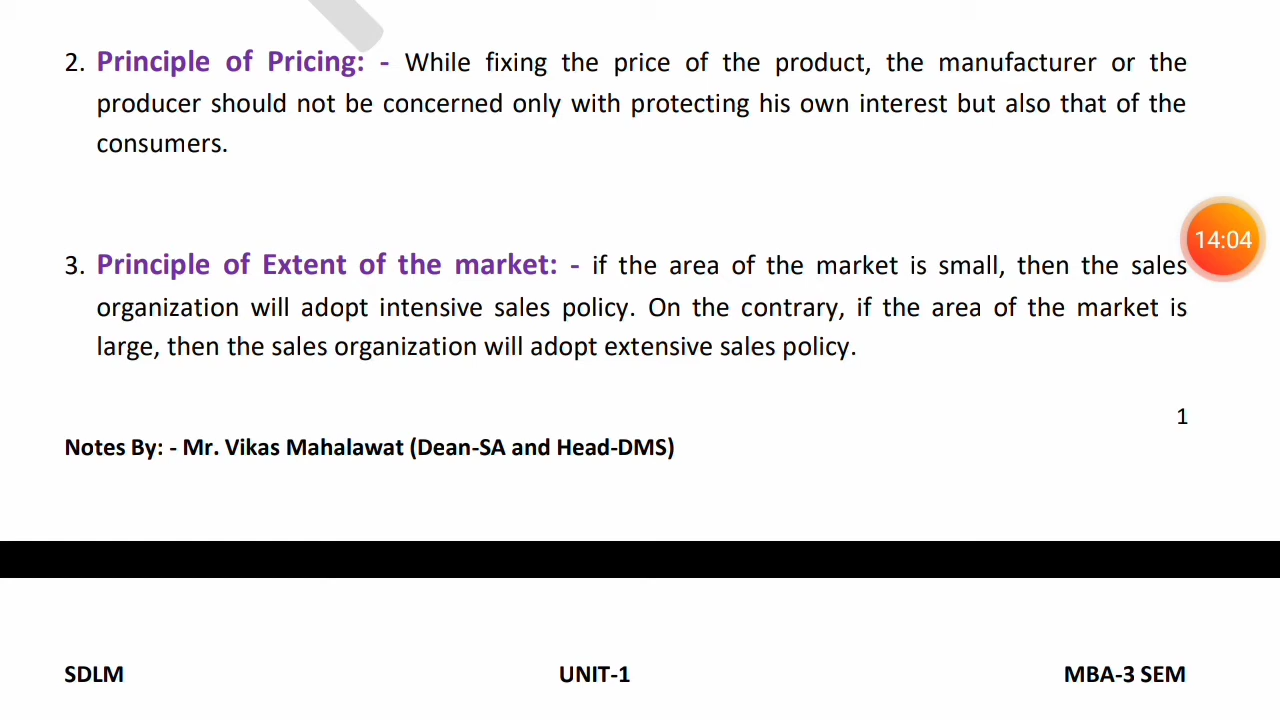 2. Principle of Pricing: - While fixing the price of the product, the manufacturer or the
producer should not be concerned only with protecting his own interest but also that of the
consumers.
14:04
3. Principle of Extent of the market: - if the area of the market is small, then the sales
organization will adopt intensive sales policy. On the contrary, if the area of the market is
large, then the sales organization will adopt extensive sales policy.
1
Notes By: - Mr. Vikas Mahalawat (Dean-SA and Head-DMS)
SDLM UNIT-1 MBA-3 SEM